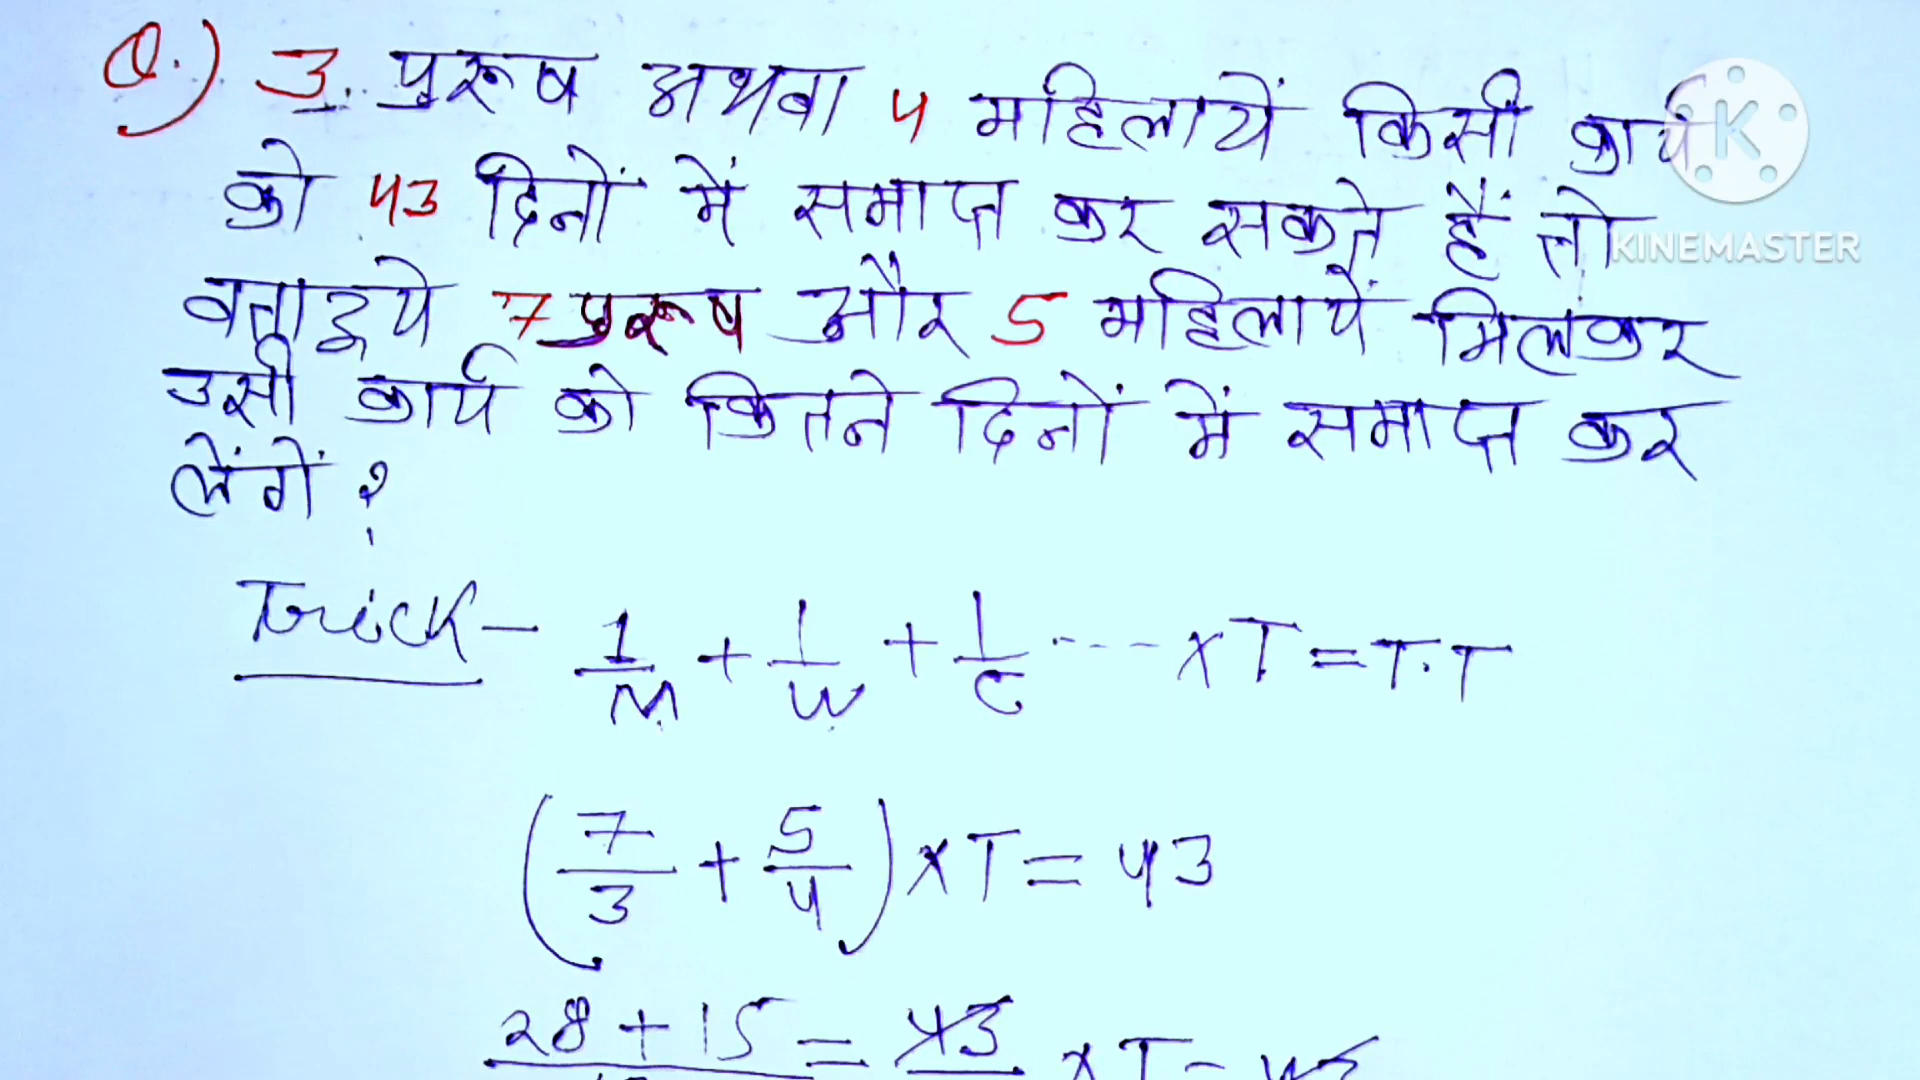 Q.) 3. पुरूष अथवा 4 महिलायें किसी कार्य
को 43 दिनों में समाप्त कर सकते हैं तो
KINEMASTER
बताइये 7 पुरूष और 5 महिलायें मिलकर
उसी कार्य को कितने दिनों में समाप्त कर
लेंगें ?
Trick - 1/M + 1/W + 1/C ---- × T = T.T
(7/3 + 5/4) × T = 43
28 + 15 = 43 × T = 43